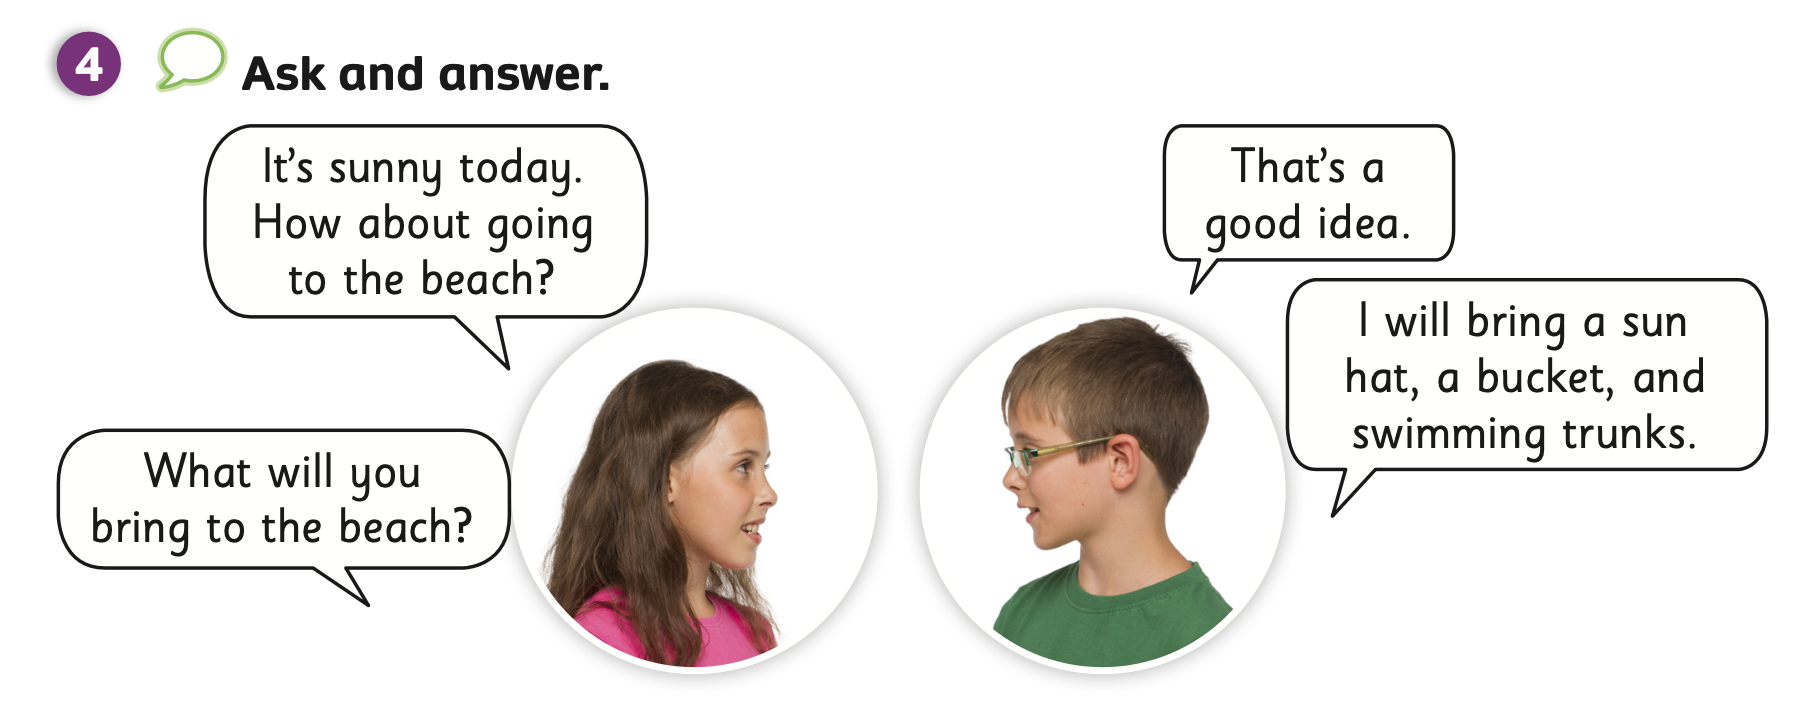 4 Ask and answer.
It's sunny today.
How about going
to the beach?
That's a
good idea.
What will you
bring to the beach?
I will bring a sun
hat, a bucket, and
swimming trunks.